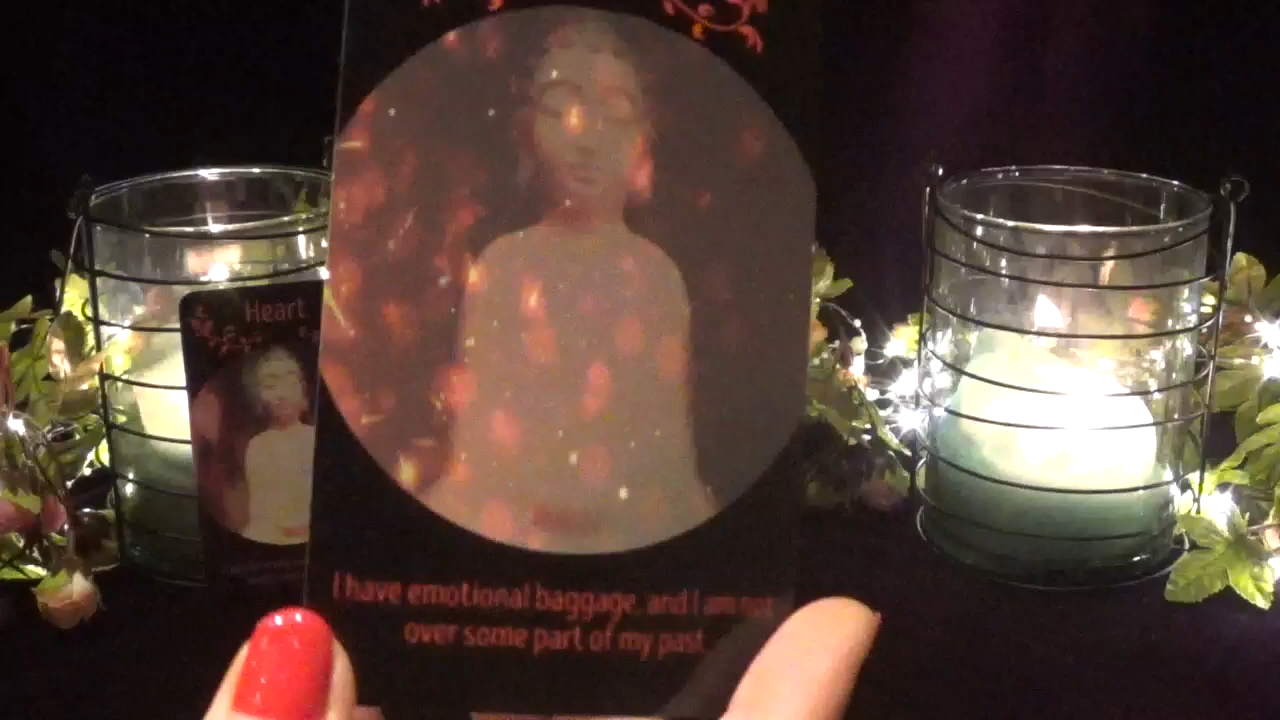 Heart
I have emotional baggage, and I am not
over some part of my past.